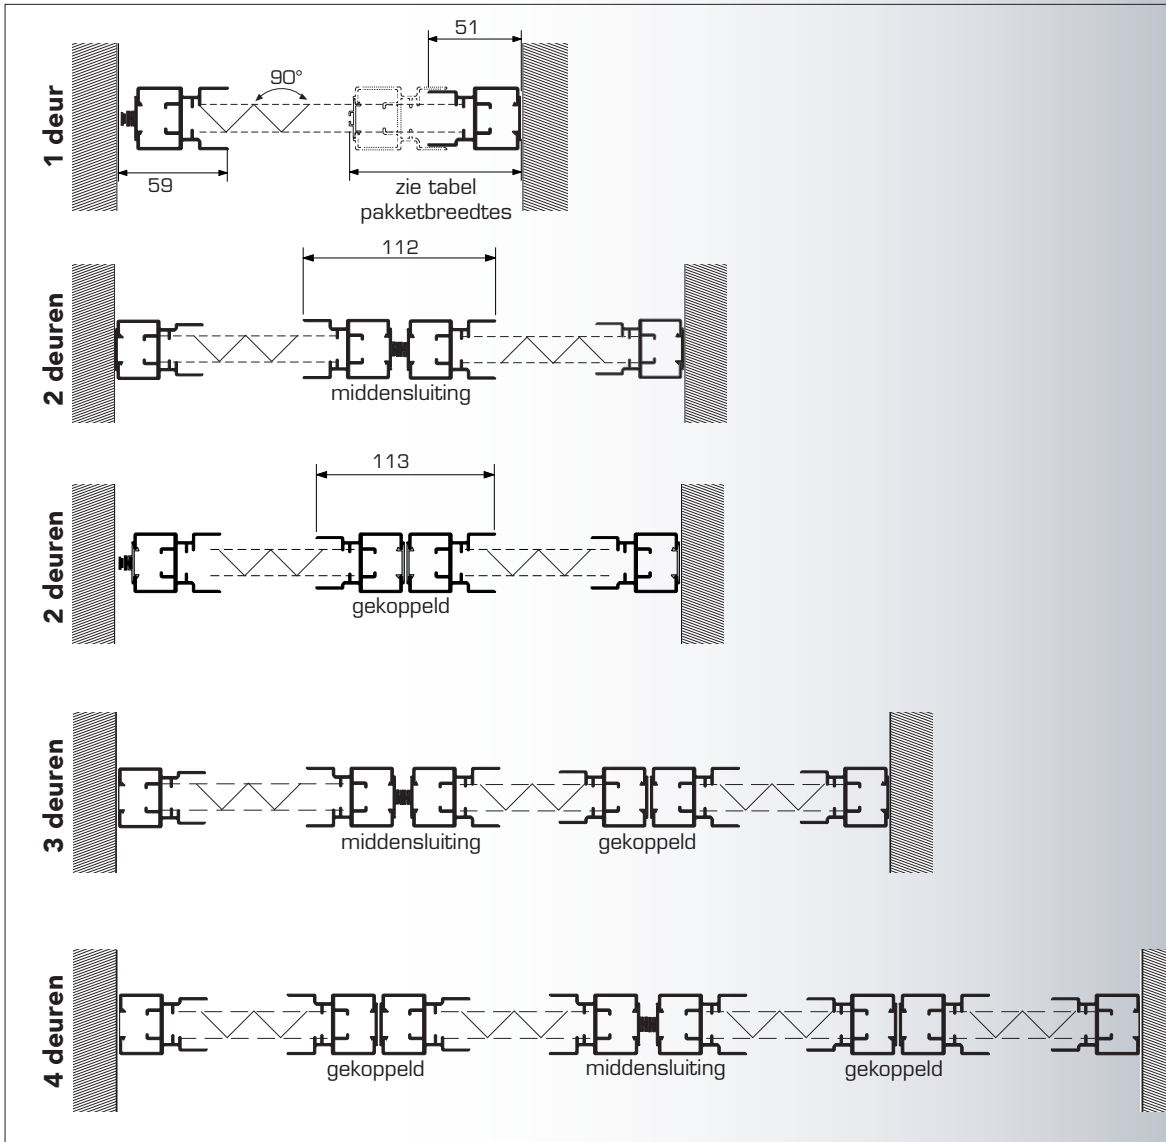 1 deur
51
90°
59
zie tabel
pakketbreedtes
2 deuren
112
middensluiting
2 deuren
113
gekoppeld
3 deuren
middensluiting
gekoppeld
4 deuren
gekoppeld
middensluiting
gekoppeld